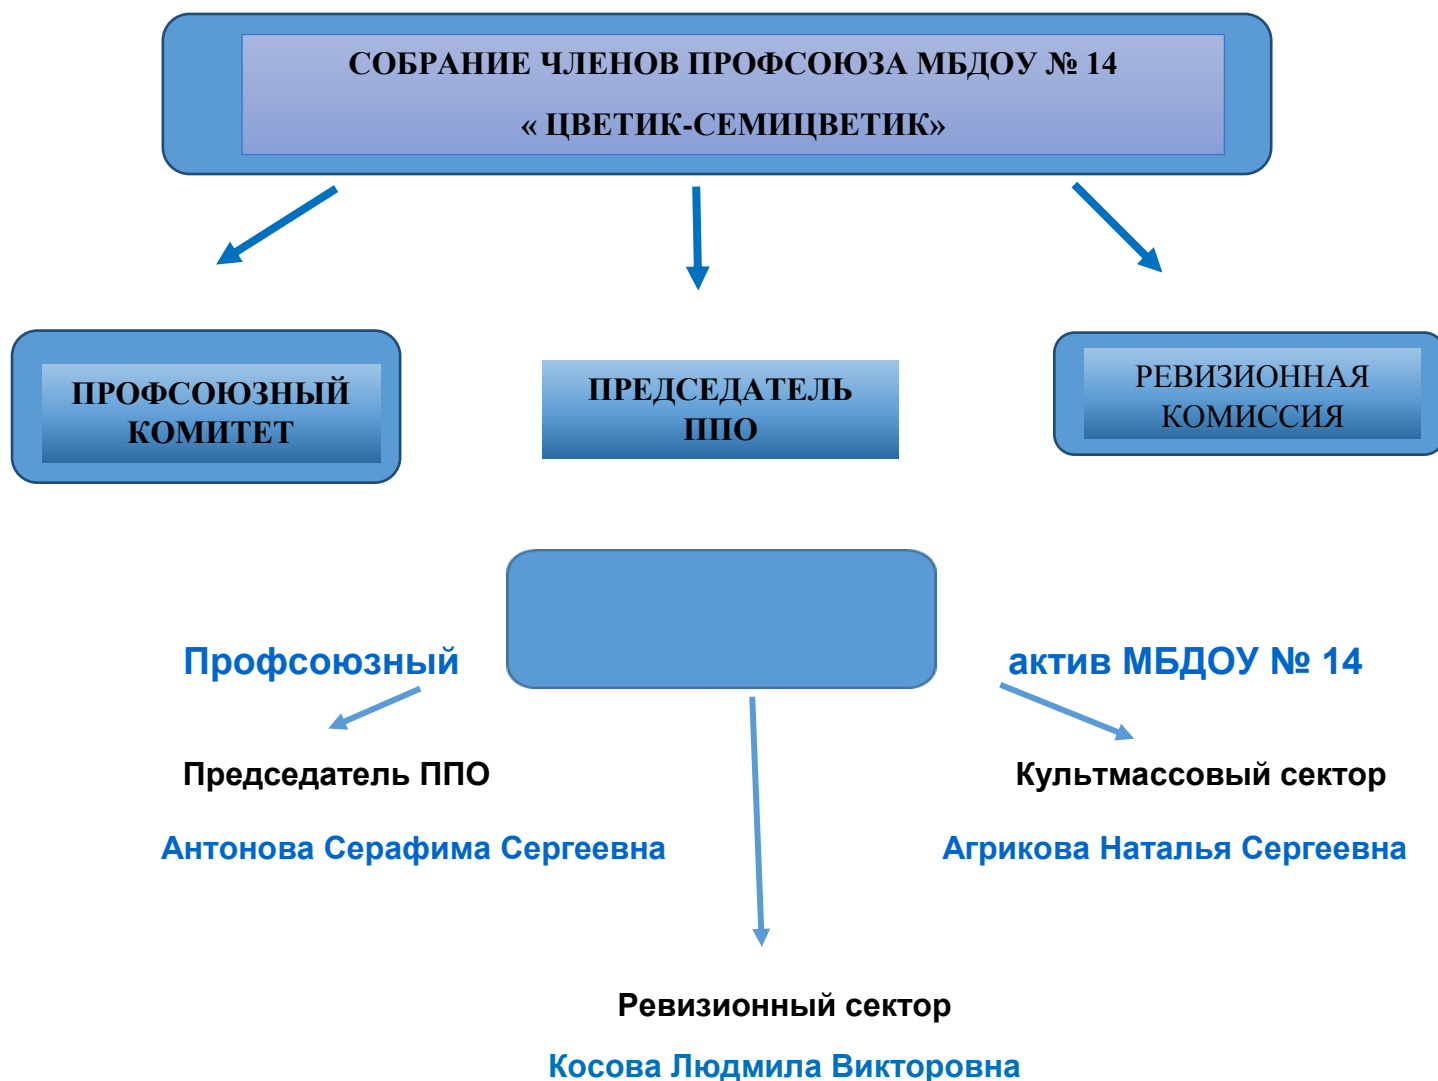 СОБРАНИЕ ЧЛЕНОВ ПРОФСОЮЗА МБДОУ № 14
« ЦВЕТИК-СЕМИЦВЕТИК»
ПРОФСОЮЗНЫЙ
КОМИТЕТ
ПРЕДСЕДАТЕЛЬ
ППО
РЕВИЗИОННАЯ
КОМИССИЯ
Профсоюзный актив МБДОУ № 14
Председатель ППО
Антонова Серафима Сергеевна
Культмассовый сектор
Агрикова Наталья Сергеевна
Ревизионный сектор
Косова Людмила Викторовна